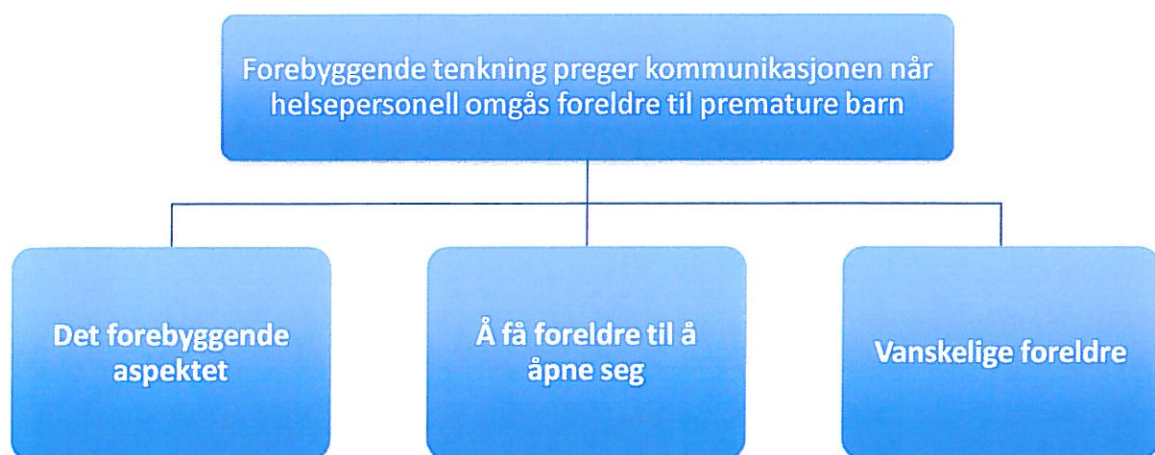 Forebyggende tenkning preger kommunikasjonen når
helsepersonell omgås foreldre til premature barn
Det forebyggende
aspektet
Å få foreldre til å
åpne seg
Vanskelige foreldre